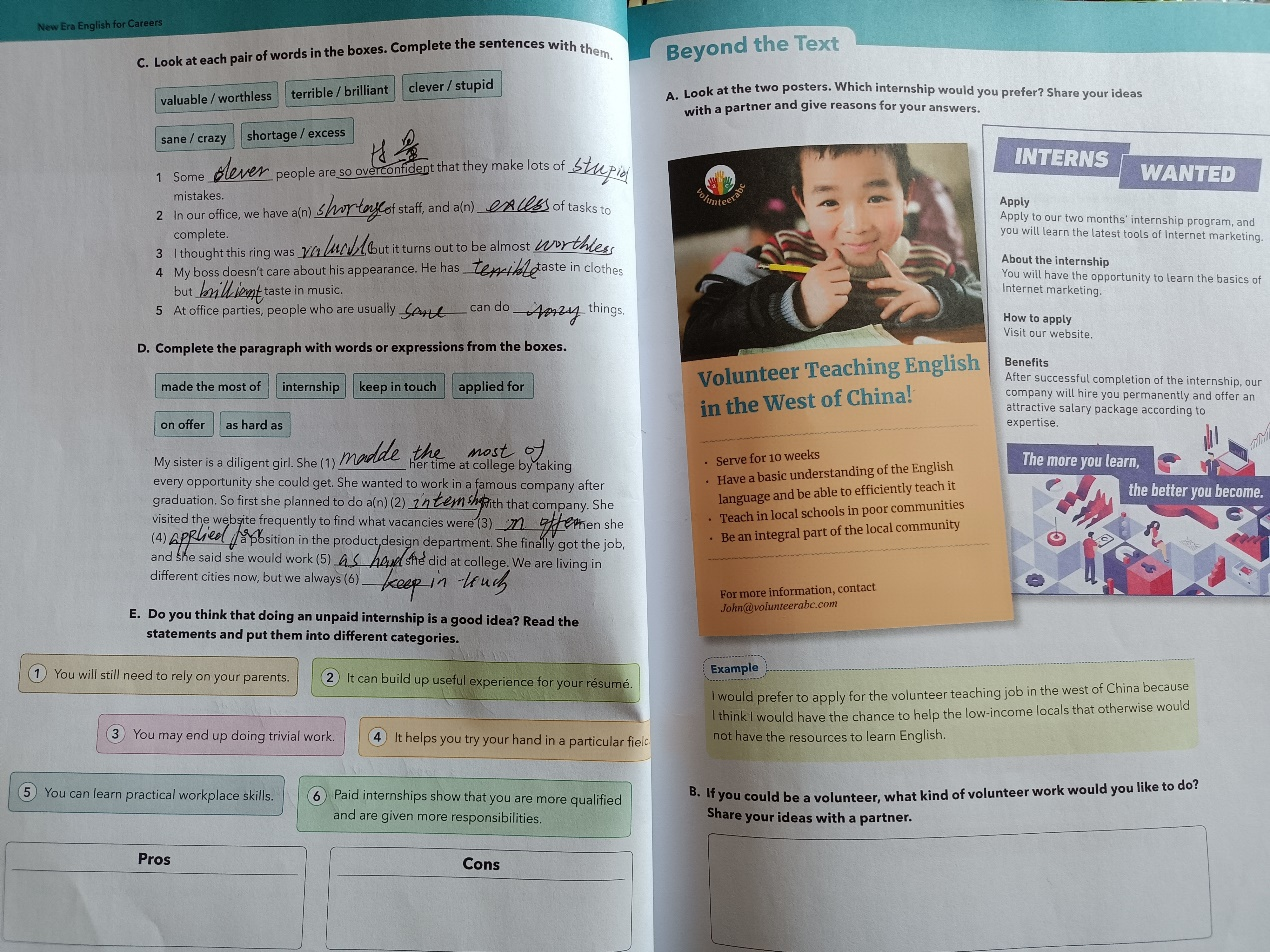 New Era English for Careers
C. Look at each pair of words in the boxes. Complete the sentences with them.
valuable / worthless
terrible / brilliant
clever / stupid
sane / crazy
shortage / excess
1 Some clever people are so overconfident that they make lots of stupid
mistakes.
2 In our office, we have a(n) shortage of staff, and a(n) excess of tasks to
complete.
3 I thought this ring was valuable but it turns out to be almost worthless
4 My boss doesn't care about his appearance. He has terrible taste in clothes
but brilliant taste in music.
5 At office parties, people who are usually sane can do crazy things.
D. Complete the paragraph with words or expressions from the boxes.
made the most of
internship
keep in touch
applied for
on offer
as hard as
My sister is a diligent girl. She (1) madde the most of her time at college by taking
every opportunity she could get. She wanted to work in a famous company after
graduation. So first she planned to do a(n) (2) internship with that company. She
visited the website frequently to find what vacancies were (3) on offer then she
(4) applied for a position in the product design department. She finally got the job,
and she said she would work (5) as hard as she did at college. We are living in
different cities now, but we always (6) keep in touch
E. Do you think that doing an unpaid internship is a good idea? Read the
statements and put them into different categories.
1 You will still need to rely on your parents.
2 It can build up useful experience for your résumé.
3 You may end up doing trivial work.
4 It helps you try your hand in a particular
5 You can learn practical workplace skills.
6 Paid internships show that you are more qualified
and are given more responsibilities.
Pros
Cons
Beyond the Text
A. Look at the two posters. Which internship would you prefer? Share your ideas
with a partner and give reasons for your answers.
volunteerabc
Volunteer Teaching English
in the West of China!
· Serve for 10 weeks
· Have a basic understanding of the English
language and be able to efficiently teach it
· Teach in local schools in poor communities
· Be an integral part of the local community
For more information, contact
John@volunteerabc.com
INTERNS
WANTED
Apply
Apply to our two months' internship program, and
you will learn the latest tools of Internet marketing.
About the internship
You will have the opportunity to learn the basics of
Internet marketing.
How to apply
Visit our website.
Benefits
After successful completion of the internship, our
company will hire you permanently and offer an
attractive salary package according to
expertise.
The more you learn,
the better you become.
Example
I would prefer to apply for the volunteer teaching job in the west of China because
I think I would have the chance to help the low-income locals that otherwise would
not have the resources to learn English.
B. If you could be a volunteer, what kind of volunteer work would you like to do?
Share your ideas with a partner.